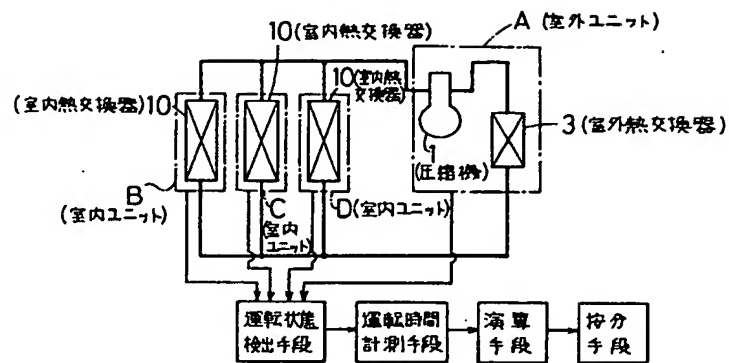 A (室外ユニット)
10(室内熱交換器)
10(室内熱
交換器)
(室内熱交換器)10
3 (室外熱交換器)
1
(圧縮機)
B
(室内ユニット)
C
(室内
ユニット)
D(室内ユニット)
運転状態
検出手段
運転時間
計測手段
演算
手段
按分
手段